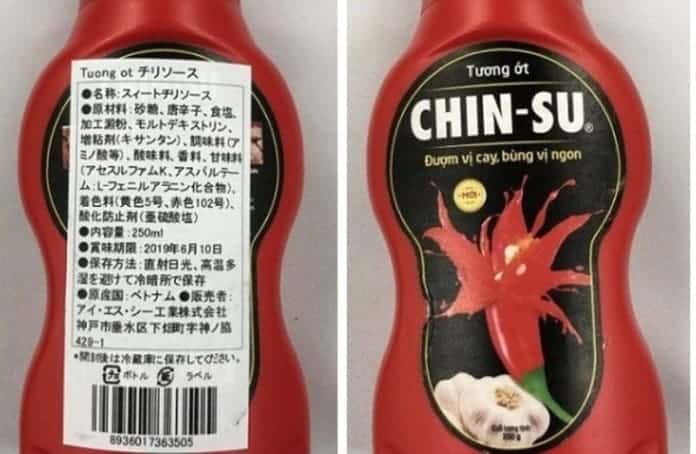 Tuong ot チリソース
●名称:スィートチリソース
●原材料:砂糖、唐辛子、食塩、
加工澱粉、モルトデキストリン、
増粘剤(キサンタン)、調味料(ア
ミノ酸等)、酸味料、香料、甘味料
(アセスルファムK、アスパルテー
ム:L-フェニルアラニン化合物)、
着色料(黄色5号、赤色102号)、
酸化防止剤(亜硫酸塩)
●内容量:250ml
●賞味期限:2019年6月10日
●保存方法:直射日光、高温多
湿を避けて冷暗所で保存
●原産国:ベトナム ●販売者:
アイ・エス・シー工業株式会社
神戸市垂水区下畑町字神ノ脇
429-1
*開封後は冷蔵庫に保存してください。
ボトル ラベル
8936017363505
Tương ớt
CHIN-SU®
Đượm vị cay, bùng vị ngon
MỚI
Khối lượng tịnh
250 g